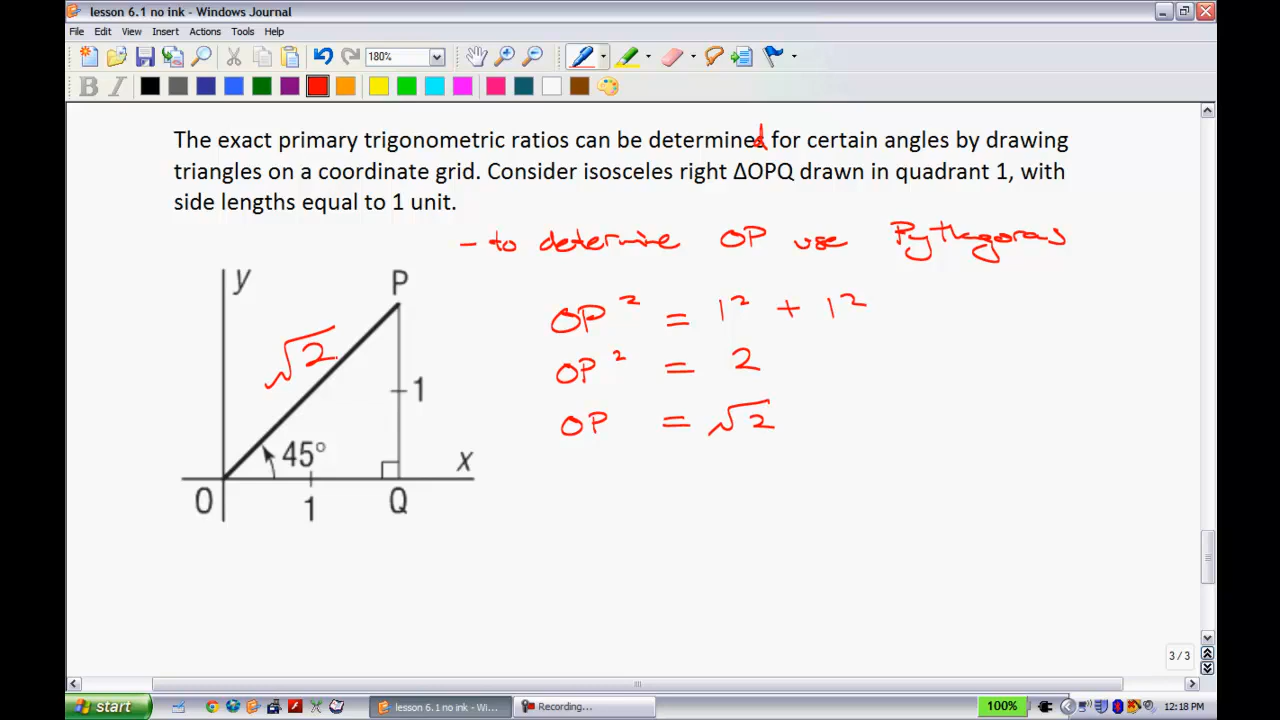 lesson 6.1 no ink - Windows Journal
File Edit View Insert Actions Tools Help
180%
B I
The exact primary trigonometric ratios can be determined for certain angles by drawing
triangles on a coordinate grid. Consider isosceles right ΔOPQ drawn in quadrant 1, with
side lengths equal to 1 unit.
- to determine OP use Pythagoras
y
P
OP² = 1² + 1²
√2
OP² = 2
1
OP = √2
45°
x
O
1
Q
3 / 3
start
lesson 6.1 no ink - Wi...
Recording...
100%
12:18 PM